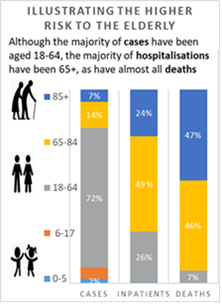 ILLUSTRATING THE HIGHER
RISK TO THE ELDERLY
Although the majority of cases have been
aged 18-64, the majority of hospitalisations
have been 65+, as have almost all deaths
85+
65-84
18-64
6-17
0-5
7%
14%
72%
2%
24%
49%
26%
47%
46%
7%
CASES INPATIENTS DEATHS